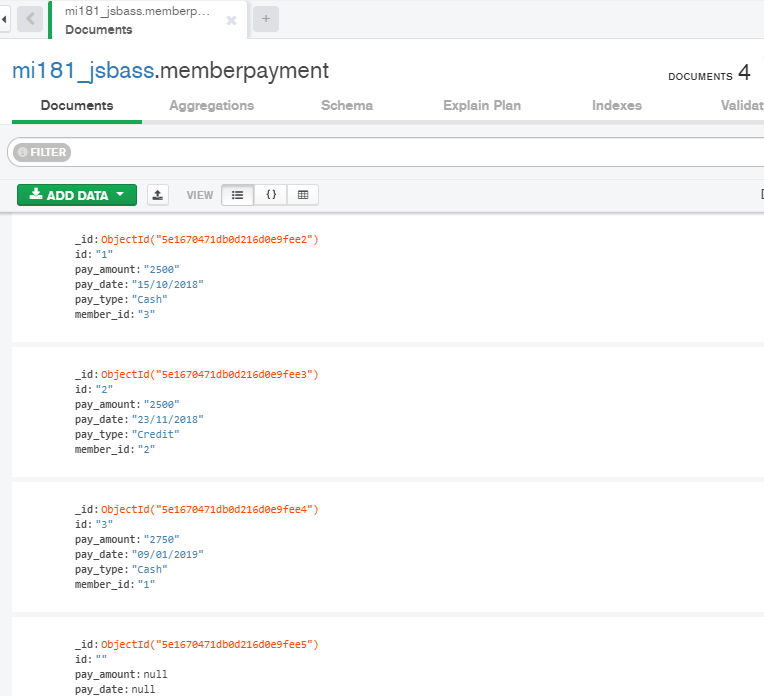 mi181_jsbass.memberp...
Documents
mi181_jsbass.memberpayment
DOCUMENTS 4
Documents Aggregations Schema Explain Plan Indexes Validat
FILTER
ADD DATA VIEW { }
_id: ObjectId("5e1670471db0d216d0e9fee2")
id: "1"
pay_amount: "2500"
pay_date: "15/10/2018"
pay_type: "Cash"
member_id: "3"
_id: ObjectId("5e1670471db0d216d0e9fee3")
id: "2"
pay_amount: "2500"
pay_date: "23/11/2018"
pay_type: "Credit"
member_id: "2"
_id: ObjectId("5e1670471db0d216d0e9fee4")
id: "3"
pay_amount: "2750"
pay_date: "09/01/2019"
pay_type: "Cash"
member_id: "1"
_id: ObjectId("5e1670471db0d216d0e9fee5")
id: ""
pay_amount: null
pay_date: null